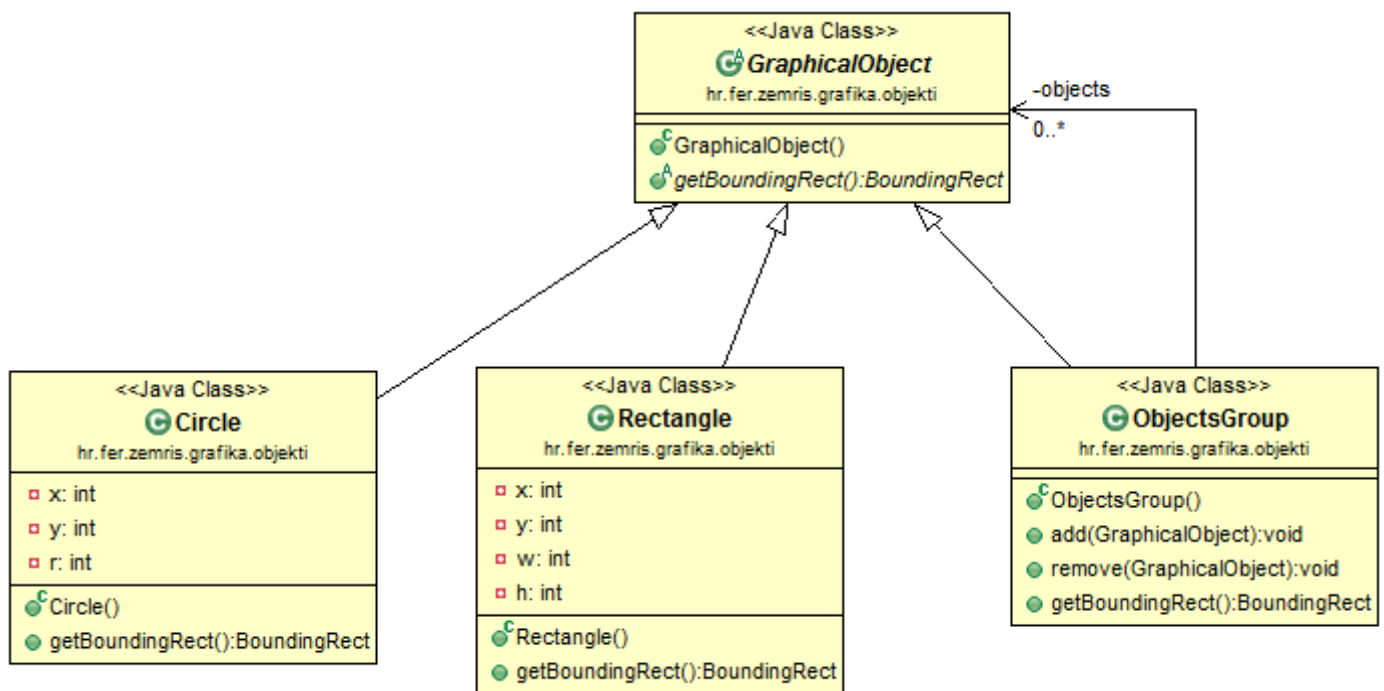 <<Java Class>>
GraphicalObject
hr.fer.zemris.grafika.objekti
GraphicalObject()
getBoundingRect():BoundingRect
-objects
0..*
<<Java Class>>
Circle
hr.fer.zemris.grafika.objekti
x: int
y: int
r: int
Circle()
getBoundingRect():BoundingRect
<<Java Class>>
Rectangle
hr.fer.zemris.grafika.objekti
x: int
y: int
w: int
h: int
Rectangle()
getBoundingRect():BoundingRect
<<Java Class>>
ObjectsGroup
hr.fer.zemris.grafika.objekti
ObjectsGroup()
add(GraphicalObject):void
remove(GraphicalObject):void
getBoundingRect():BoundingRect